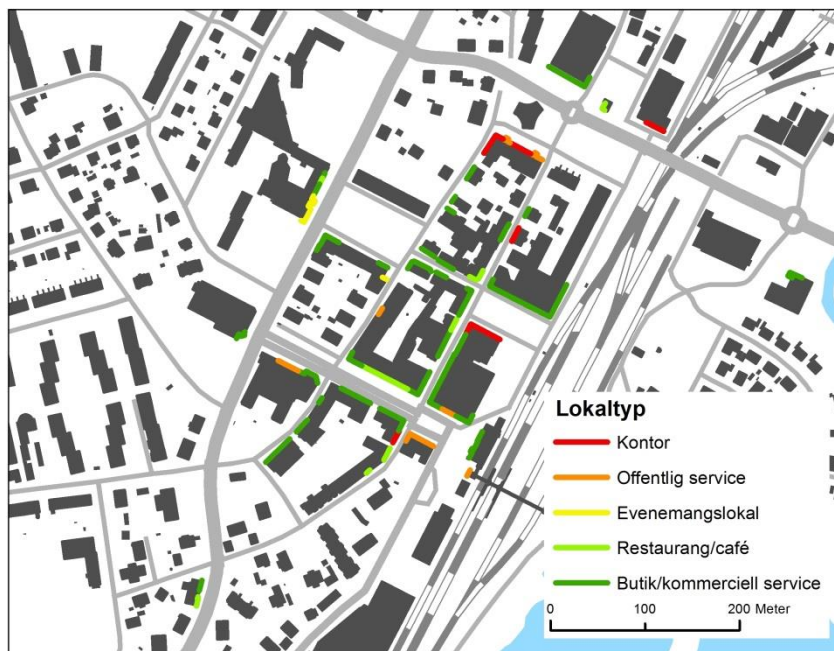 Lokaltyp
Kontor
Offentlig service
Evenemangslokal
Restaurang/café
Butik/kommerciell service
0 100 200 Meter